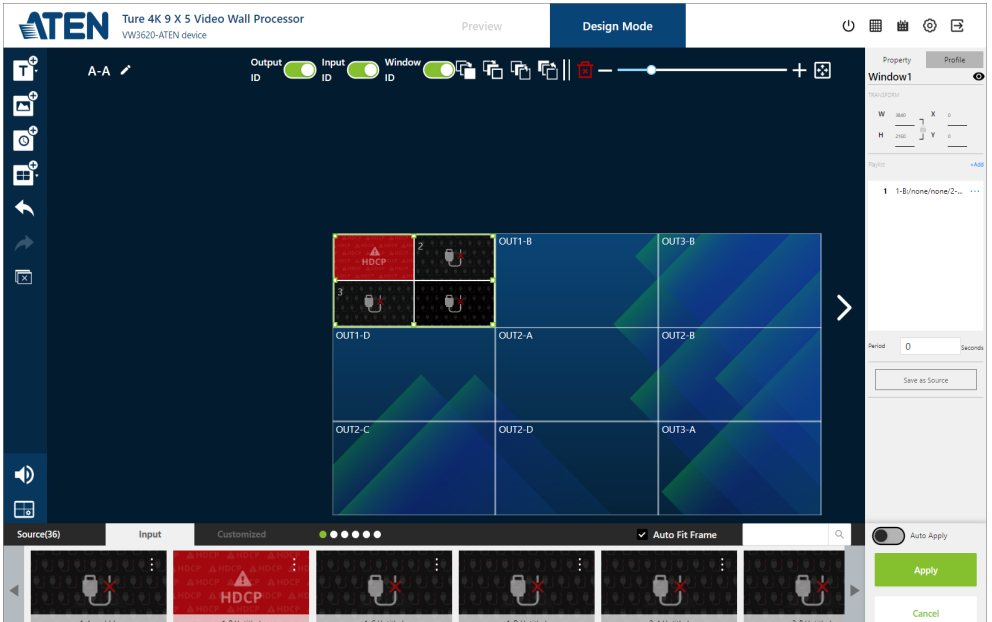 ATEN
Ture 4K 9 X 5 Video Wall Processor
VW3620-ATEN device
Preview
Design Mode
A-A
Output ID
Input ID
Window ID
Property
Profile
Window1
TRANSFORM
W 3840 X 0
H 2160 Y 0
Playlist
+Add
1 1-B:/none/none/2-... ...
Period 0 Seconds
Save as Source
HDCP
2
3
OUT1-B
OUT3-B
OUT1-D
OUT2-A
OUT2-B
OUT2-C
OUT2-D
OUT3-A
Source(36)
Input
Customized
Auto Fit Frame
Auto Apply
Apply
Cancel
HDCP